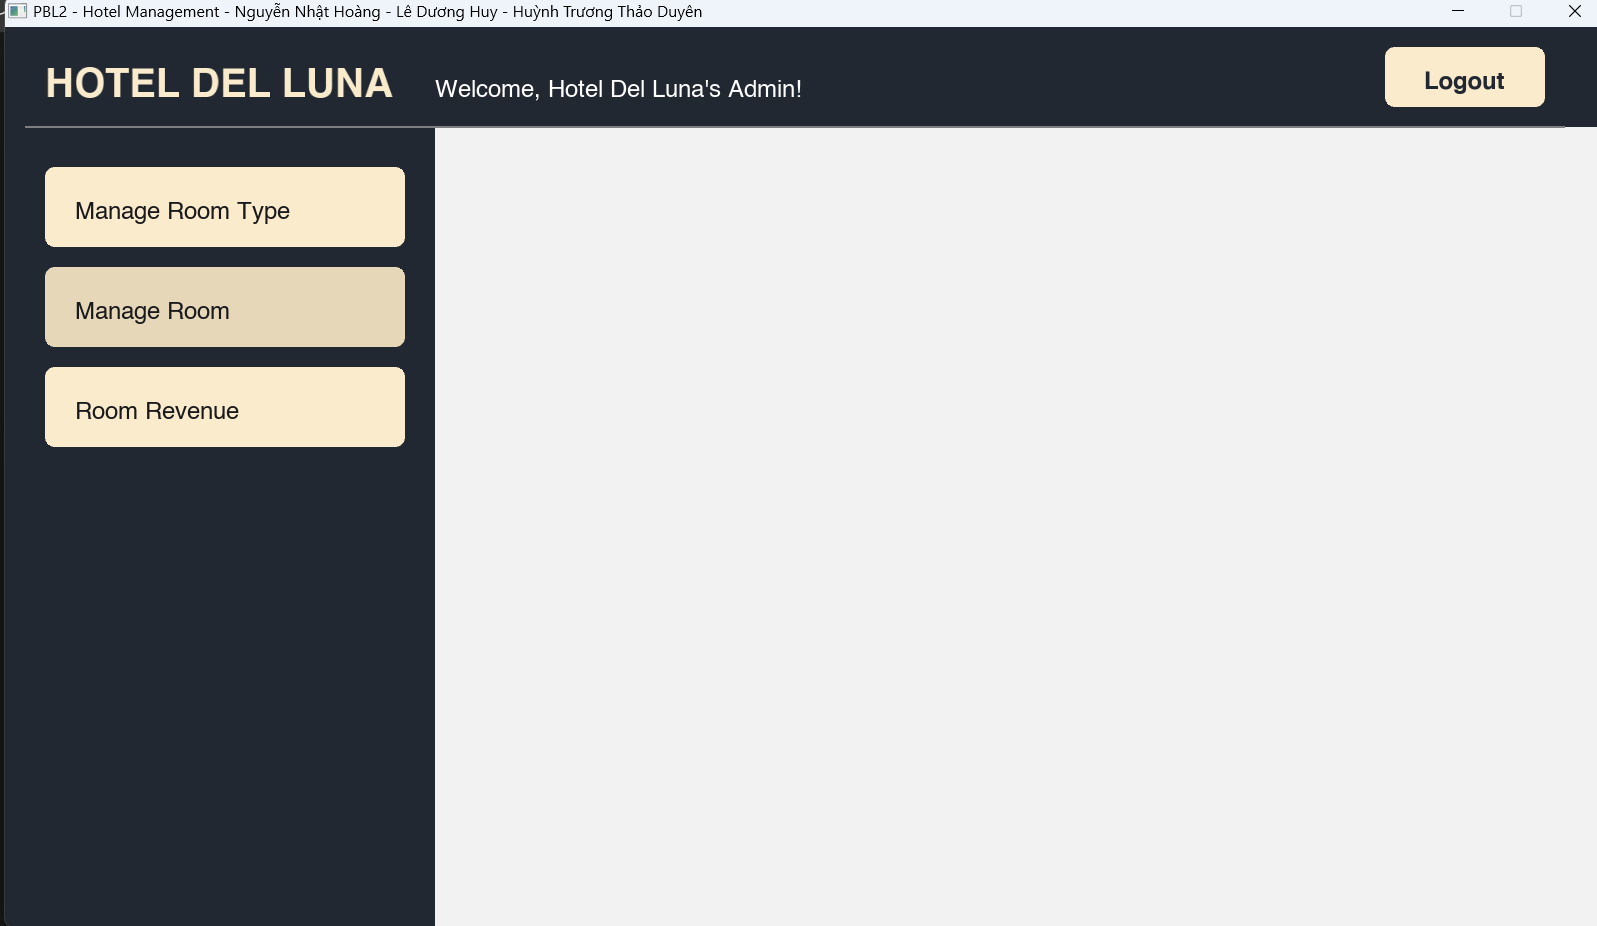 PBL2 - Hotel Management - Nguyễn Nhật Hoàng - Lê Dương Huy - Huỳnh Trương Thảo Duyên
HOTEL DEL LUNA
Welcome, Hotel Del Luna's Admin!
Logout
Manage Room Type
Manage Room
Room Revenue